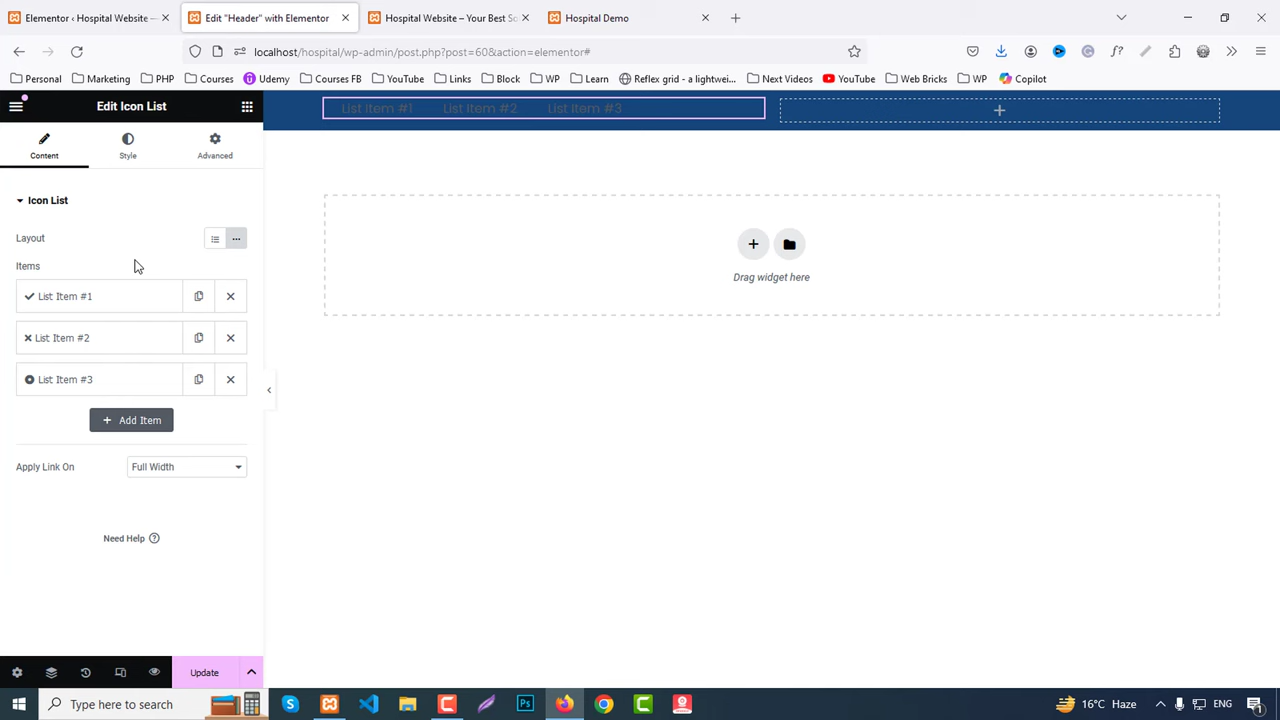 Elementor ‹ Hospital Website —
Edit "Header" with Elementor
Hospital Website – Your Best So
Hospital Demo
localhost/hospital/wp-admin/post.php?post=60&action=elementor#
Personal
Marketing
PHP
Courses
Udemy
Courses FB
YouTube
Links
Block
WP
Learn
Reflex grid - a lightwei...
Next Videos
YouTube
Web Bricks
WP
Copilot
Edit Icon List
List Item #1
List Item #2
List Item #3
Content
Style
Advanced
Icon List
Layout
Items
List Item #1
List Item #2
List Item #3
Add Item
Apply Link On
Full Width
Need Help
Drag widget here
Update
Type here to search
16°C Haze
ENG